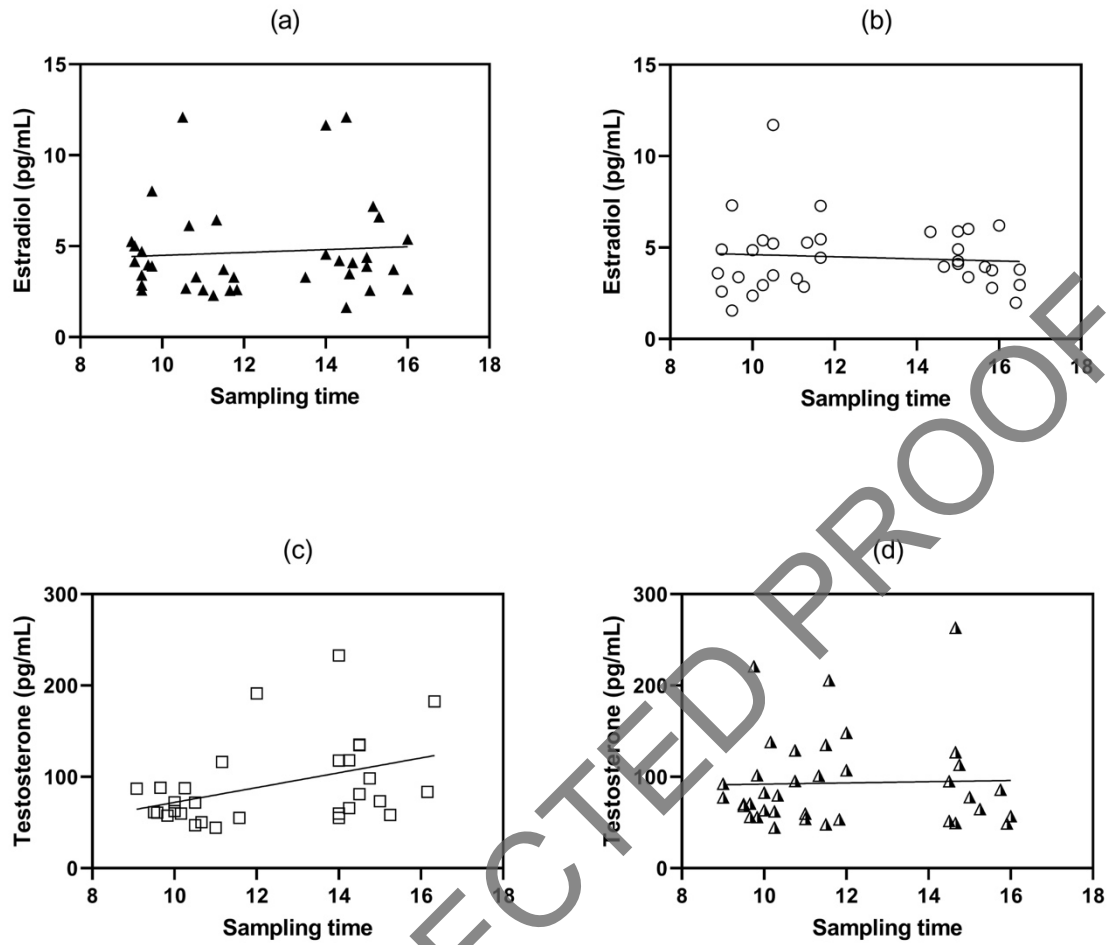 (a)
15
10
5
0
Estradiol (pg/mL)
8 10 12 14 16 18
Sampling time
(b)
15
10
5
0
Estradiol (pg/mL)
8 10 12 14 16 18
Sampling time
(c)
300
200
100
0
Testosterone (pg/mL)
8 10 12 14 16 18
Sampling time
(d)
300
200
100
0
Testosterone (pg/mL)
8 10 12 14 16 18
Sampling time
ECTED PROOF